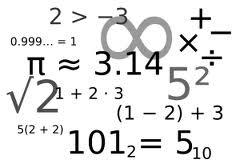 2 > −3
∞
+
−
×
÷
0.999... = 1
π ≈ 3.14
5²
√2
1 + 2 · 3
(1 − 2) + 3
5(2 + 2)
101₂ = 5₁₀